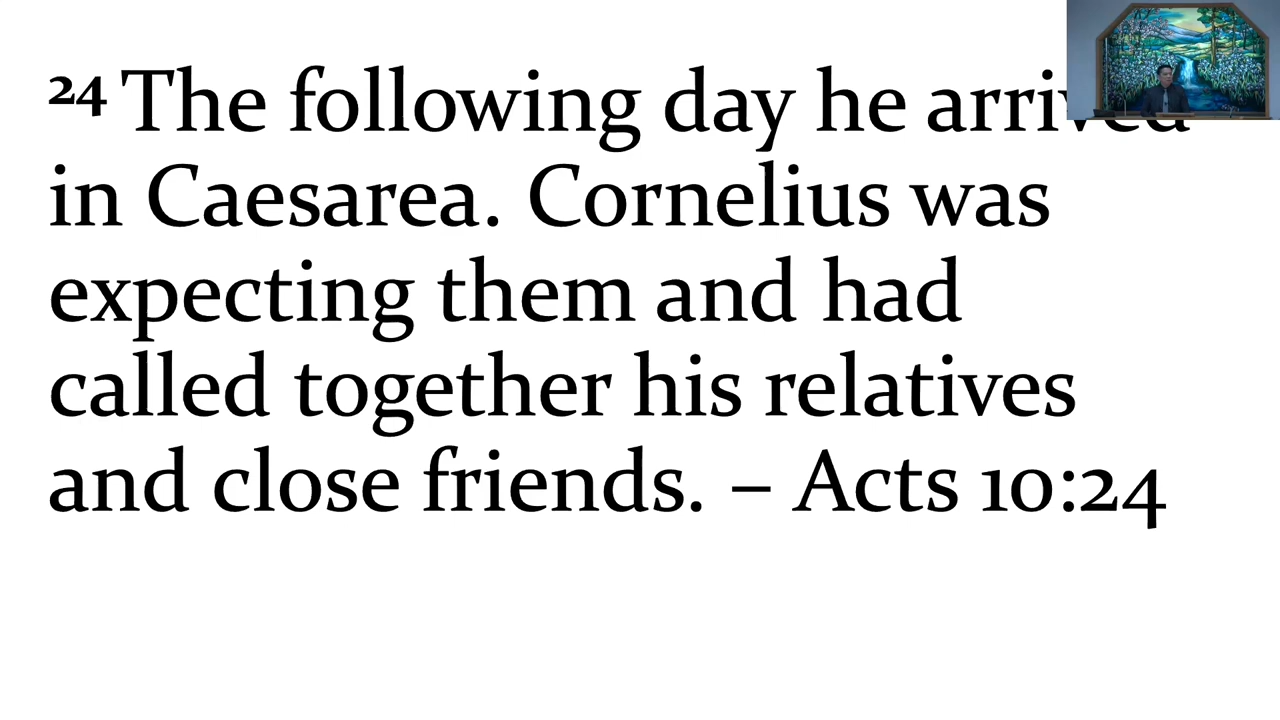 24 The following day he arrived
in Caesarea. Cornelius was
expecting them and had
called together his relatives
and close friends. – Acts 10:24